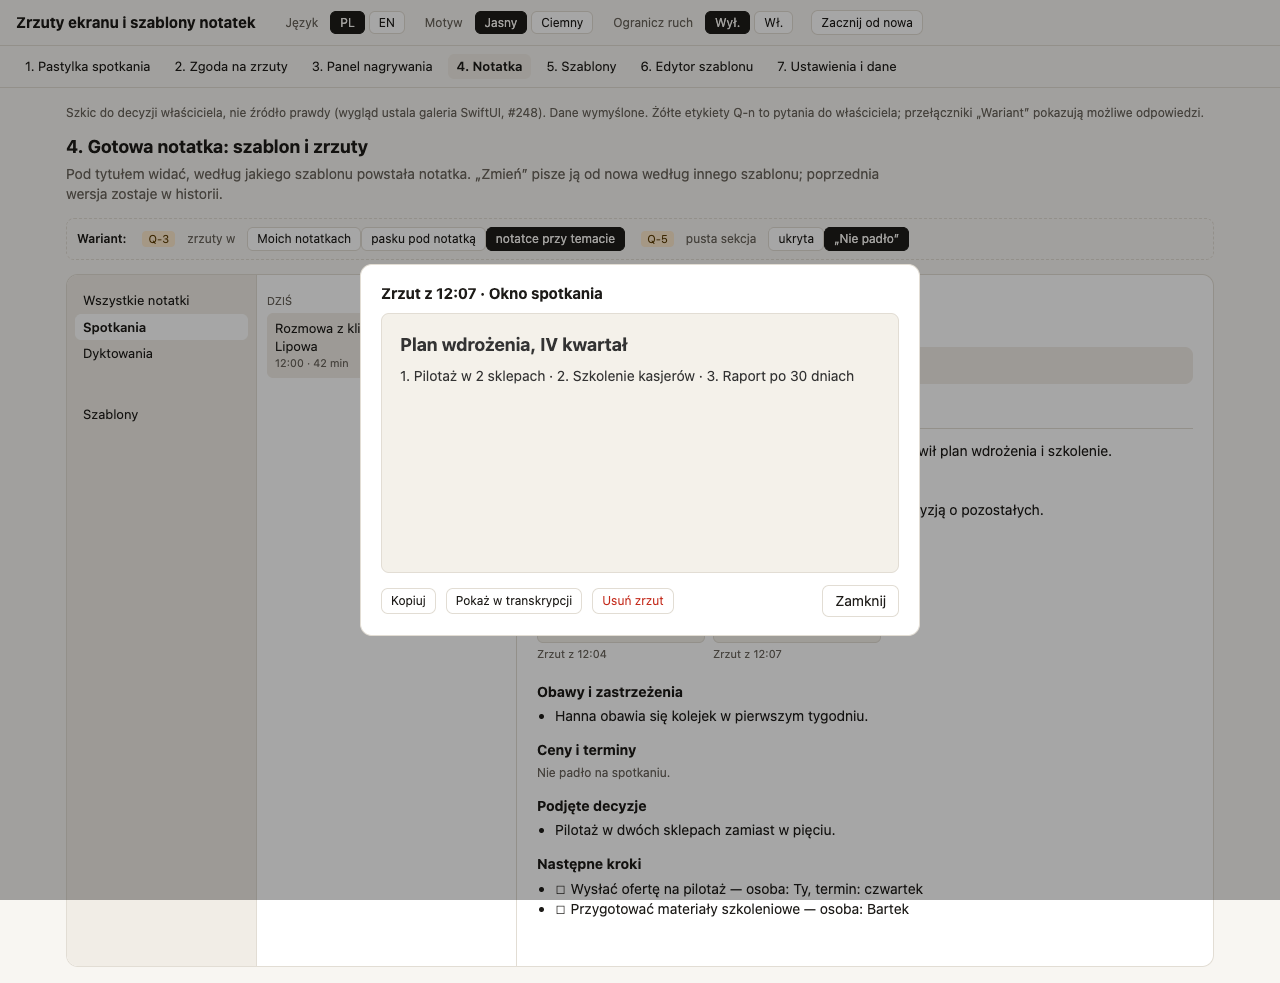 Zrzuty ekranu i szablony notatek
Język PL EN Motyw Jasny Ciemny Ogranicz ruch Wył. Wł. Zacznij od nowa
1. Pastylka spotkania 2. Zgoda na zrzuty 3. Panel nagrywania 4. Notatka 5. Szablony 6. Edytor szablonu 7. Ustawienia i dane
Szkic do decyzji właściciela, nie źródło prawdy (wygląd ustala galeria SwiftUI, #248). Dane wymyślone. Żółte etykiety Q-n to pytania do właściciela; przełączniki „Wariant” pokazują możliwe odpowiedzi.
4. Gotowa notatka: szablon i zrzuty
Pod tytułem widać, według jakiego szablonu powstała notatka. „Zmień” pisze ją od nowa według innego szablonu; poprzednia
wersja zostaje w historii.
Wariant: Q-3 zrzuty w Moich notatkach pasku pod notatką notatce przy temacie Q-5 pusta sekcja ukryta „Nie padło”
Wszystkie notatki
Spotkania
Dyktowania
Szablony
DZIŚ
Rozmowa z kli
Lipowa
12:00 · 42 min
Zrzut z 12:07 · Okno spotkania
Plan wdrożenia, IV kwartał
1. Pilotaż w 2 sklepach · 2. Szkolenie kasjerów · 3. Raport po 30 dniach
Kopiuj Pokaż w transkrypcji Usuń zrzut Zamknij
wił plan wdrożenia i szkolenie.
yzją o pozostałych.
Zrzut z 12:04 Zrzut z 12:07
Obawy i zastrzeżenia
• Hanna obawia się kolejek w pierwszym tygodniu.
Ceny i terminy
Nie padło na spotkaniu.
Podjęte decyzje
• Pilotaż w dwóch sklepach zamiast w pięciu.
Następne kroki
• ☐ Wysłać ofertę na pilotaż — osoba: Ty, termin: czwartek
• ☐ Przygotować materiały szkoleniowe — osoba: Bartek